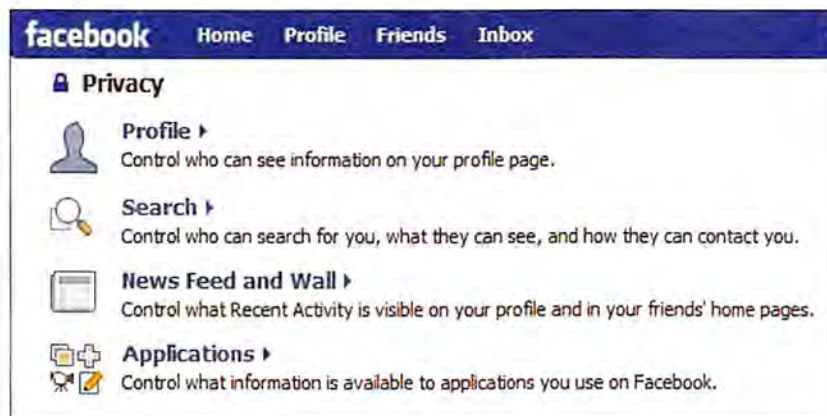 facebook Home Profile Friends Inbox
Privacy
Profile
Control who can see information on your profile page.
Search
Control who can search for you, what they can see, and how they can contact you.
News Feed and Wall
Control what Recent Activity is visible on your profile and in your friends' home pages.
Applications
Control what information is available to applications you use on Facebook.